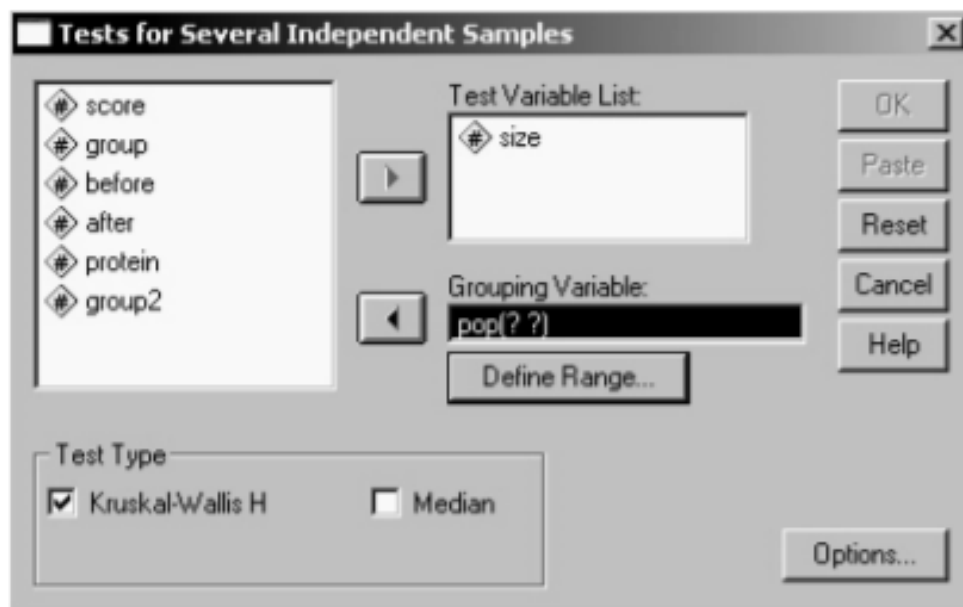 Tests for Several Independent Samples
score
group
before
after
protein
group2
Test Variable List:
size
Grouping Variable:
pop(? ?)
Define Range...
OK
Paste
Reset
Cancel
Help
Test Type
Kruskal-Wallis H
Median
Options...